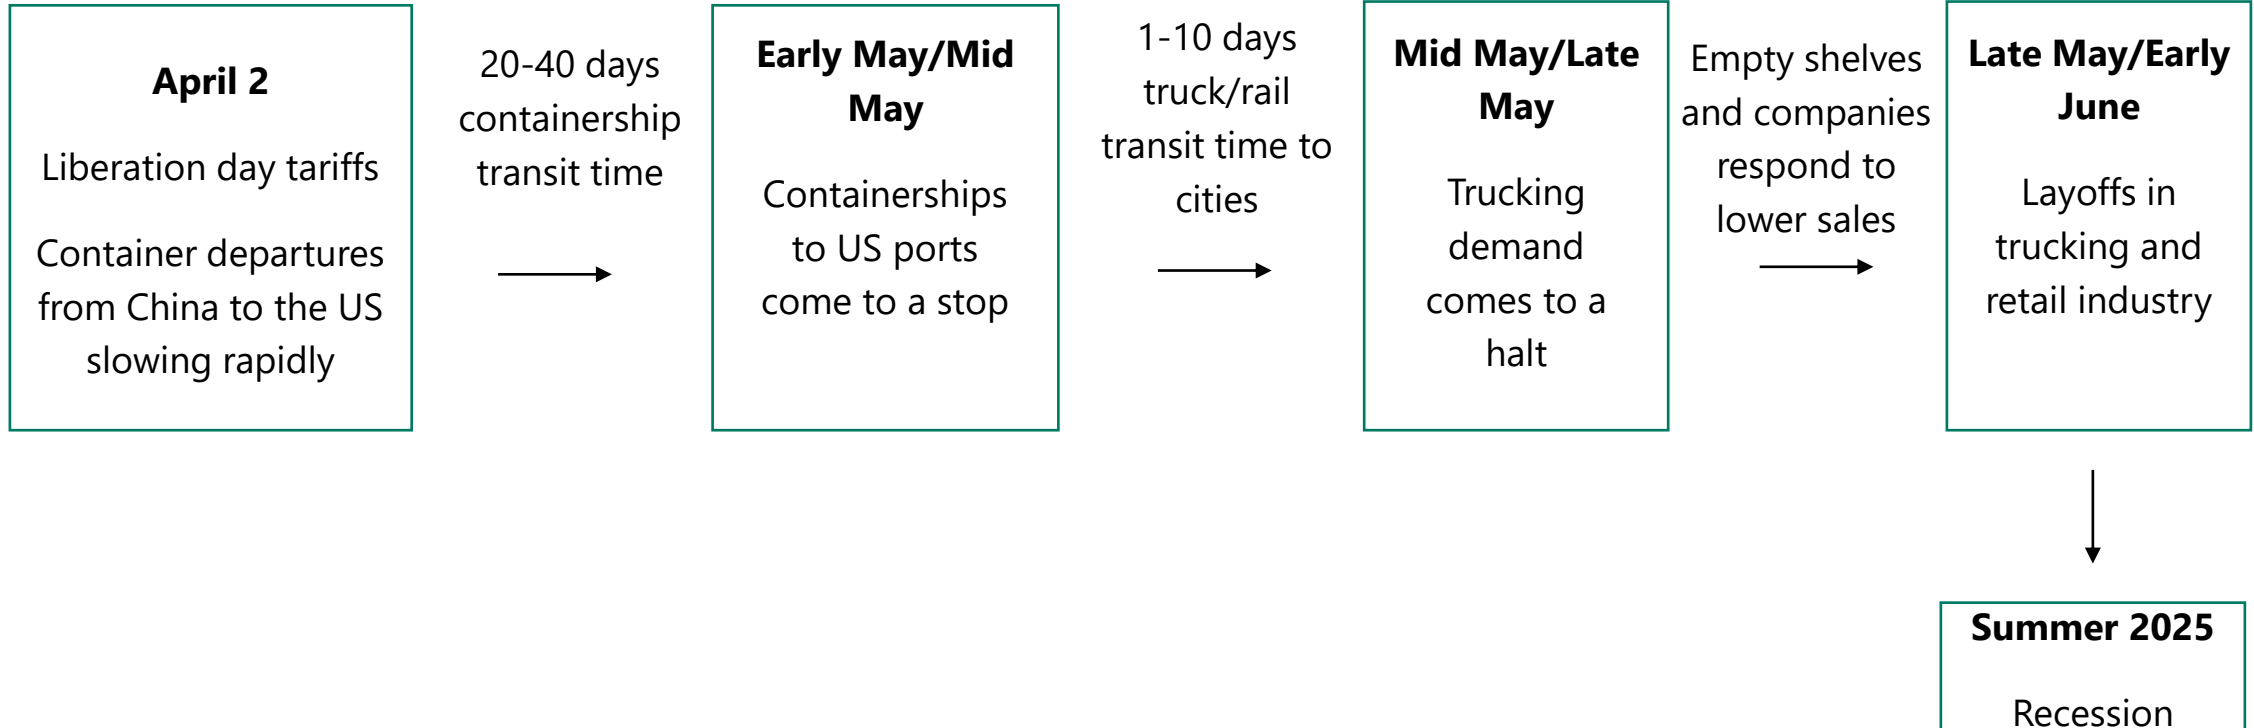 April 2
Liberation day tariffs
Container departures
from China to the US
slowing rapidly
20-40 days
containership
transit time
Early May/Mid
May
Containerships
to US ports
come to a stop
1-10 days
truck/rail
transit time to
cities
Mid May/Late
May
Trucking
demand
comes to a
halt
Empty shelves
and companies
respond to
lower sales
Late May/Early
June
Layoffs in
trucking and
retail industry
Summer 2025
Recession